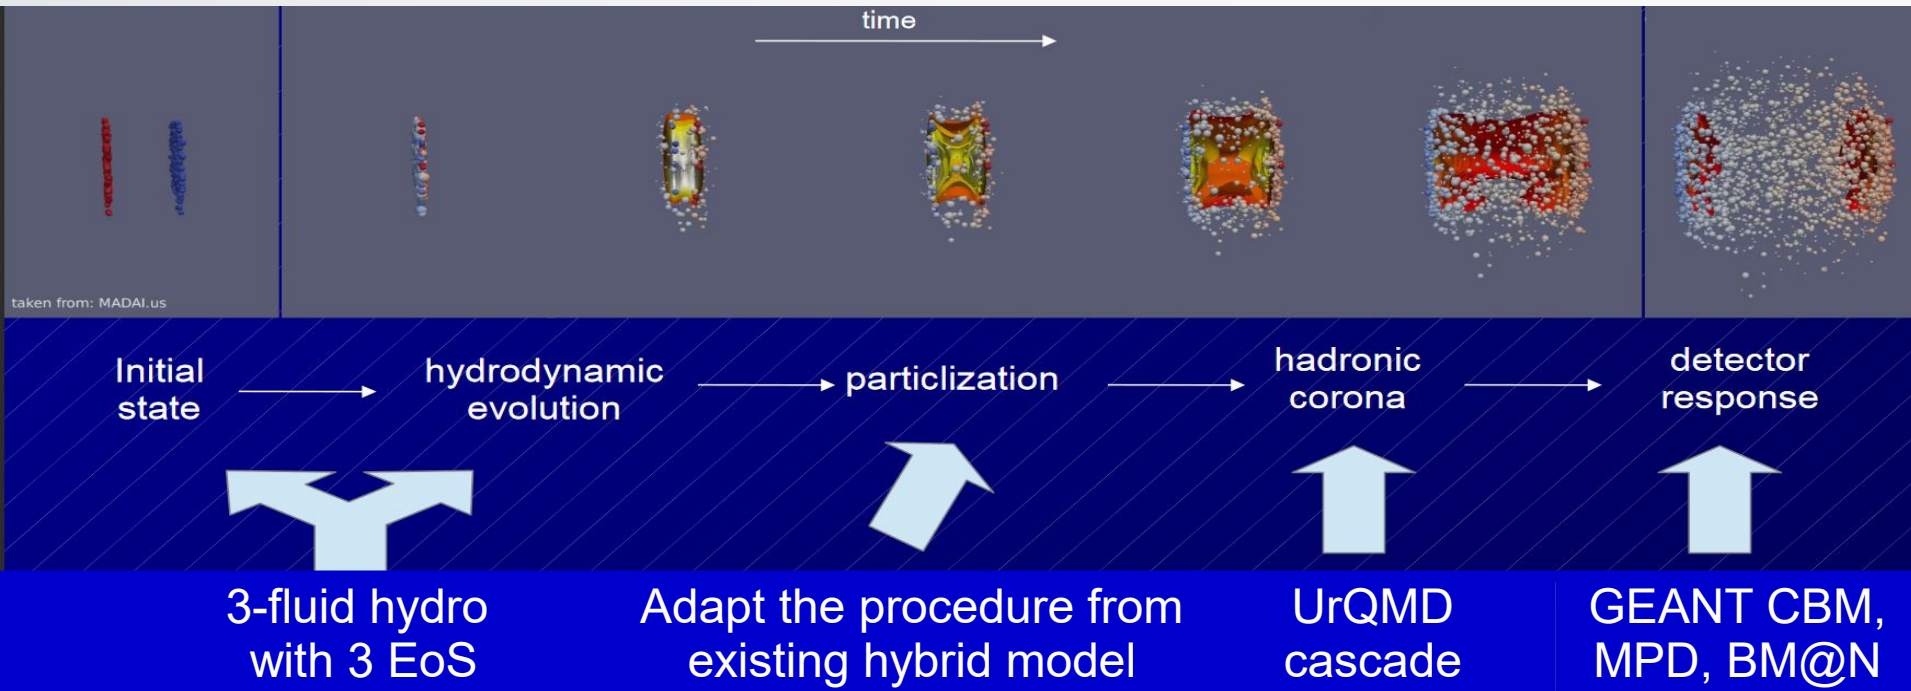 time
taken from: MADAI.us
Initial
state
hydrodynamic
evolution
particlization
hadronic
corona
detector
response
3-fluid hydro
with 3 EoS
Adapt the procedure from
existing hybrid model
UrQMD
cascade
GEANT CBM,
MPD, BM@N